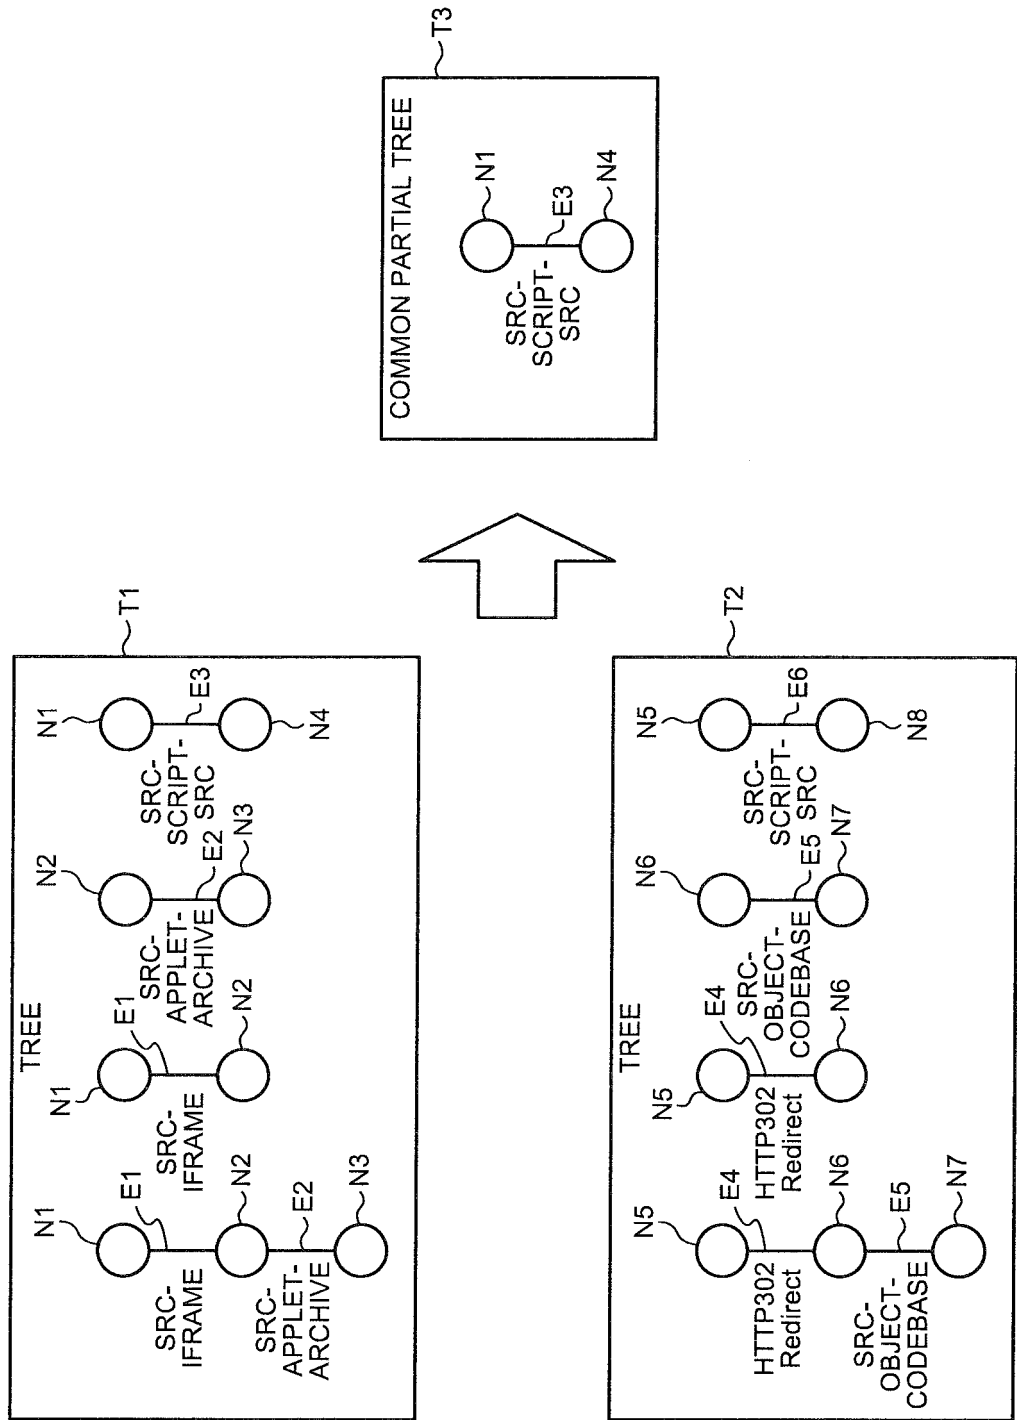 TREE
T1
N1
SRC-
IFRAME
E1
N2
SRC-
APPLET-
ARCHIVE
E2
N3
N1
SRC-
IFRAME
E1
N2
N2
SRC-
APPLET-
ARCHIVE
E2
N3
N1
SRC-
SCRIPT-
SRC
E3
N4
TREE
T2
N5
HTTP302
Redirect
E4
N6
SRC-
OBJECT-
CODEBASE
E5
N7
N5
HTTP302
Redirect
E4
N6
N6
SRC-
OBJECT-
CODEBASE
E5
N7
N5
SRC-
SCRIPT-
SRC
E6
N8
COMMON PARTIAL TREE
T3
N1
SRC-
SCRIPT-
SRC
E3
N4